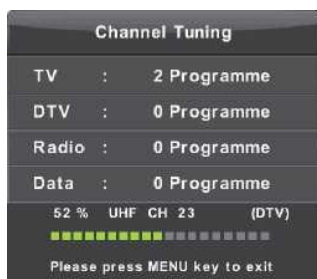 Channel Tuning
TV : 2 Programme
DTV : 0 Programme
Radio : 0 Programme
Data : 0 Programme
52 % UHF CH 23 (DTV)
Please press MENU key to exit